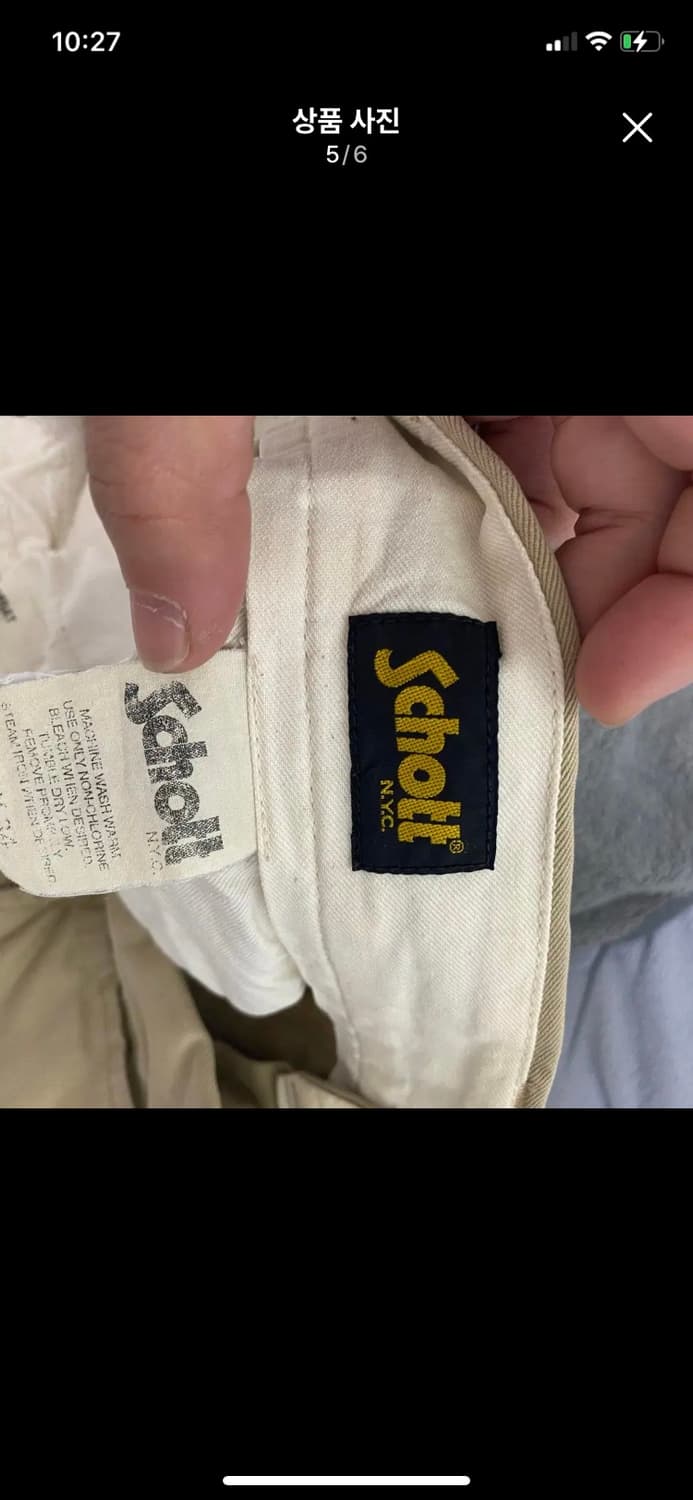 10:27
상품 사진
5/6
Schott
N.Y.C.
MACHINE WASH WARM
USE ONLY NON-CHLORINE
BLEACH WHEN DESIRED.
TUMBLE DRY LOW.
REMOVE PROMPTLY.
STEAM IRON WHEN DESIRED
Schott®
N.Y.C.